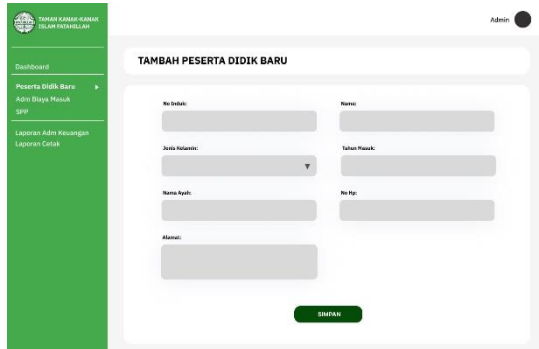 TAMAN KANAK-KANAK
ISLAM FATAHILLAH
Admin
Dashboard
TAMBAH PESERTA DIDIK BARU
Peserta Didik Baru
Adm Biaya Masuk
SPP
Laporan Adm Keuangan
Laporan Cetak
No Induk:
Nama:
Jenis Kelamin:
Tahun Masuk:
Nama Ayah:
No Hp:
Alamat:
SIMPAN